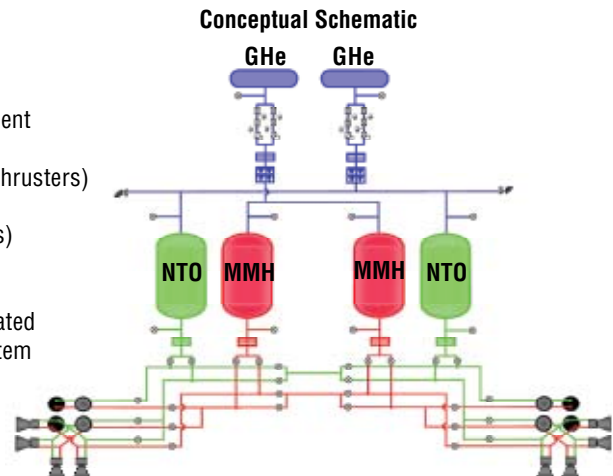 Conceptual Schematic
GHe GHe
ent
hrusters)
s)
NTO MMH MMH NTO
ated
tem